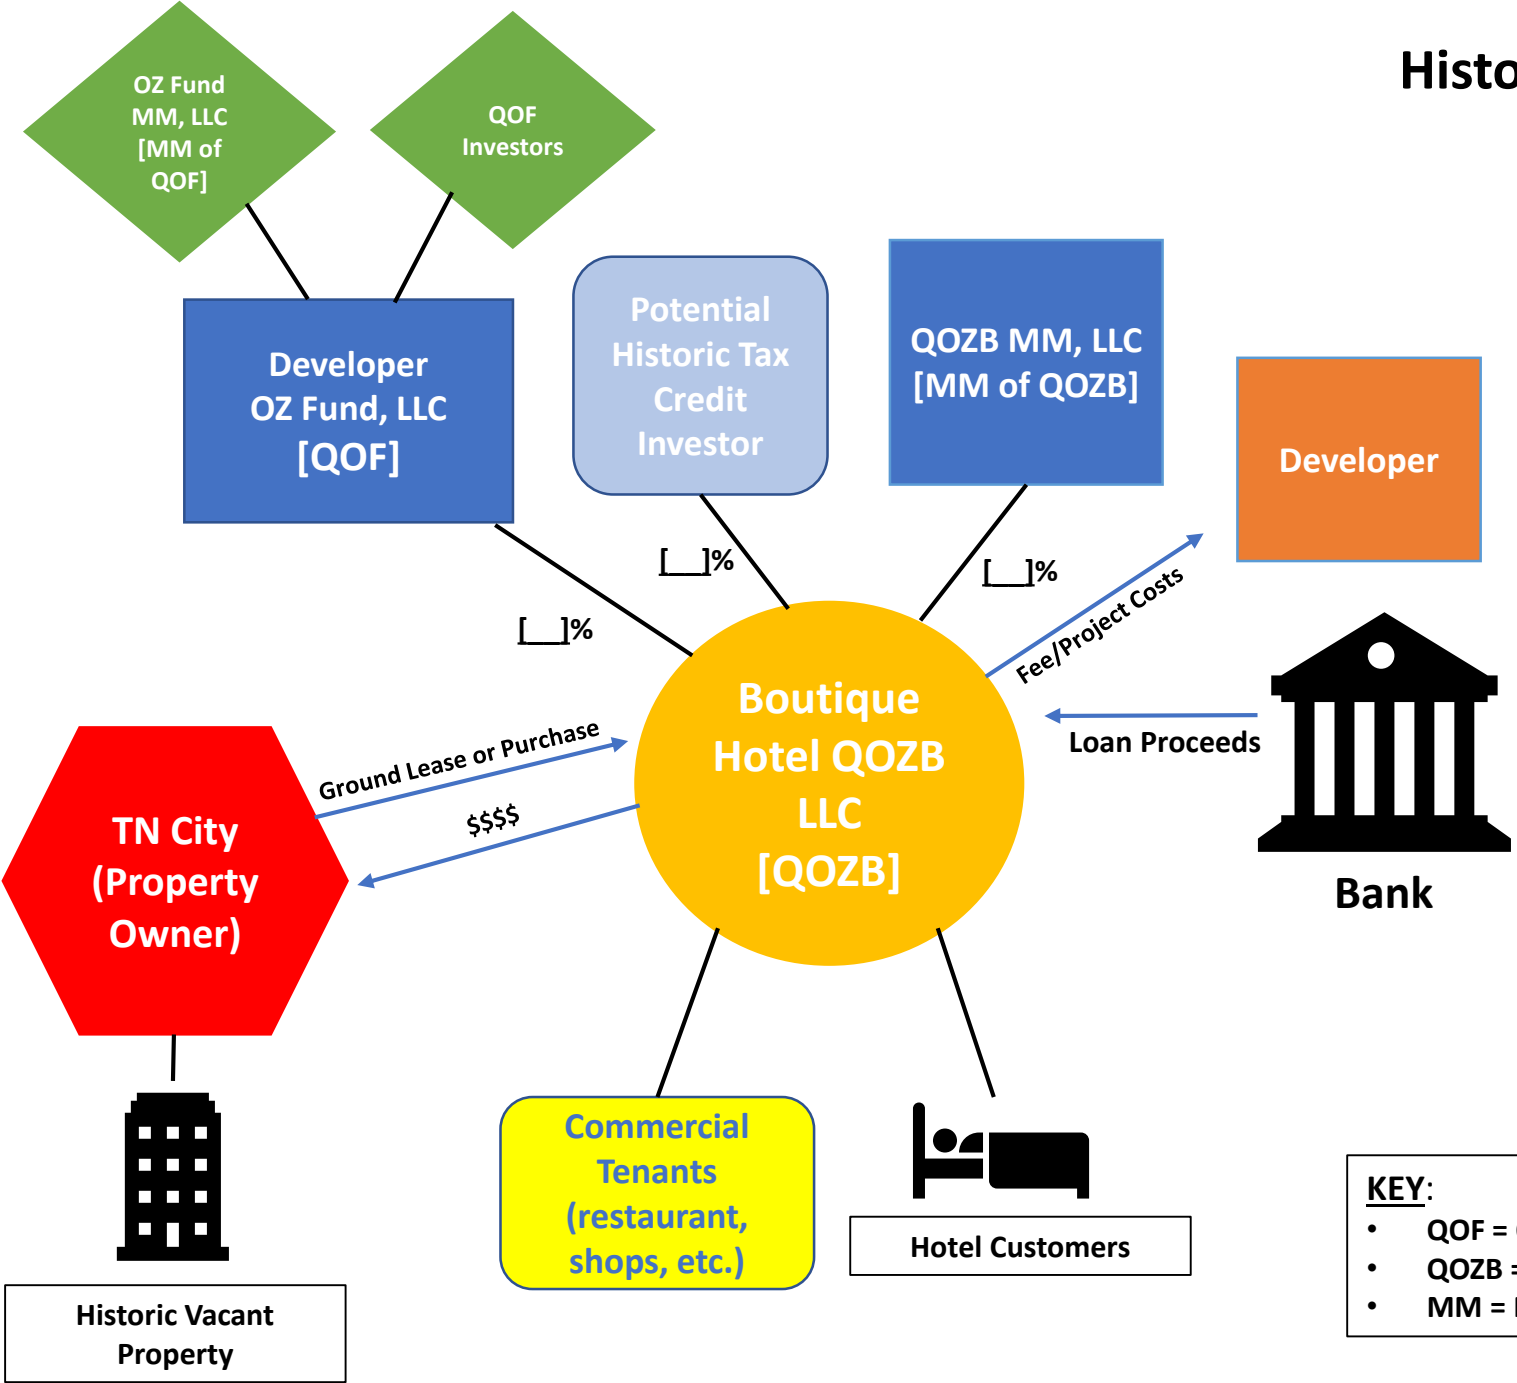 Histo
OZ Fund
MM, LLC
[MM of
QOF]
QOF
Investors
Developer
OZ Fund, LLC
[QOF]
Potential
Historic Tax
Credit
Investor
QOZB MM, LLC
[MM of QOZB]
Developer
[__]%
[__]%
[__]%
Fee/Project Costs
Loan Proceeds
Bank
Boutique
Hotel QOZB
LLC
[QOZB]
Ground Lease or Purchase
$$$$
TN City
(Property
Owner)
Historic Vacant
Property
Commercial
Tenants
(restaurant,
shops, etc.)
Hotel Customers
KEY:
• QOF =
• QOZB =
• MM =